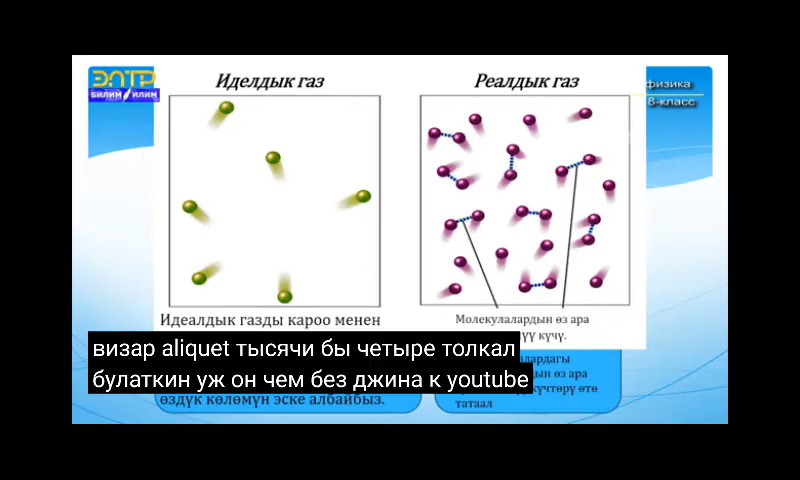 ЭЛТР
БИЛИМ ИЛИМ
Иделдык газ
Реалдык газ
физика
8-класс
Идеалдык газды кароо менен
Молекулалардын өз ара
күчү.
визар aliquet тысячи бы четыре толкал
булаткин уж он чем без джина к youtube
өздүк көлөмүн эске албайбыз.
өз ара
өтө
татаал